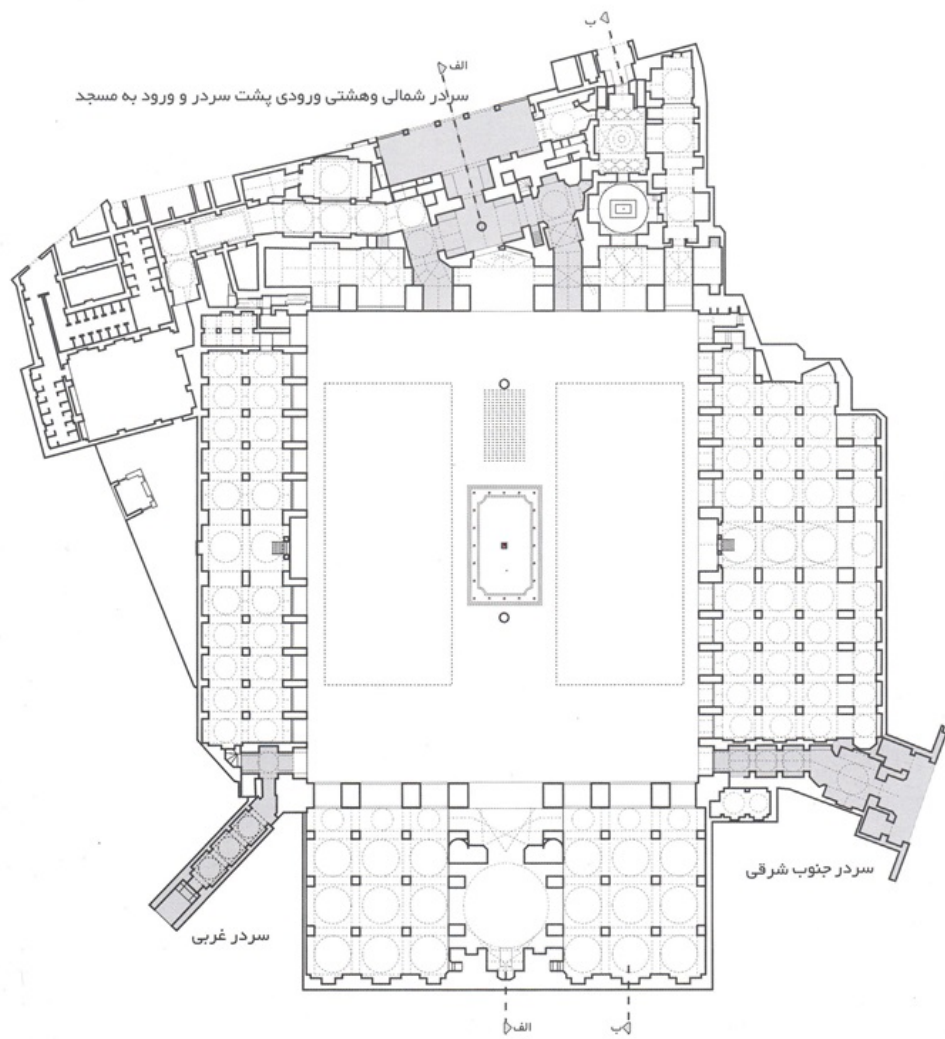 ب
الف
سردر شمالی وهشتی ورودی پشت سردر و ورود به مسجد
سردر جنوب شرقی
سردر غربی
الف
ب